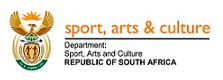 sport, arts & culture
Department:
Sport, Arts and Culture
REPUBLIC OF SOUTH AFRICA